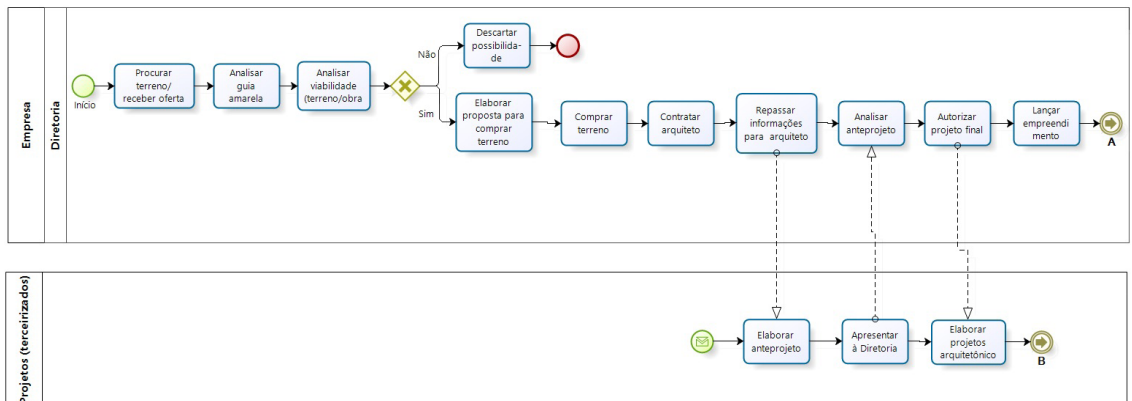 Empresa
Diretoria
Início
Procurar
terreno/
receber oferta
Analisar
guia
amarela
Analisar
viabilidade
(terreno/obra
Não
Sim
Descartar
possibilida-
de
Elaborar
proposta para
comprar
terreno
Comprar
terreno
Contratar
arquiteto
Repassar
informações
para arquiteto
Analisar
anteprojeto
Autorizar
projeto final
Lançar
empreendi
mento
A
Projetos (terceirizados)
Elaborar
anteprojeto
Apresentar
à Diretoria
Elaborar
projetos
arquitetônico
B